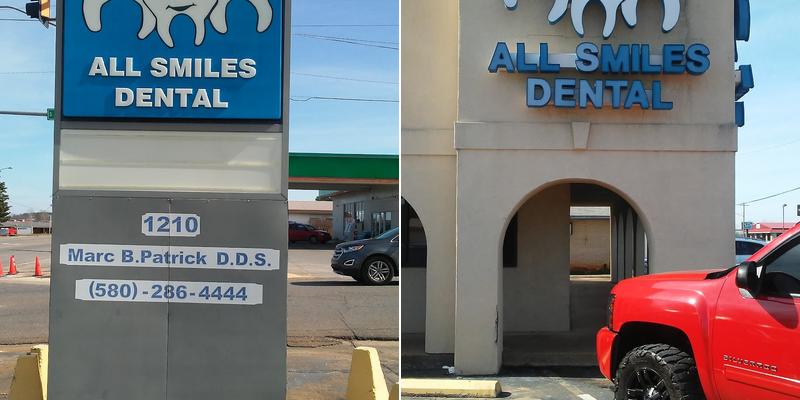 ALL SMILES
DENTAL
1210
Marc B.Patrick D.D.S.
(580)-286-4444
ALL SMILES
DENTAL
SILVERADO